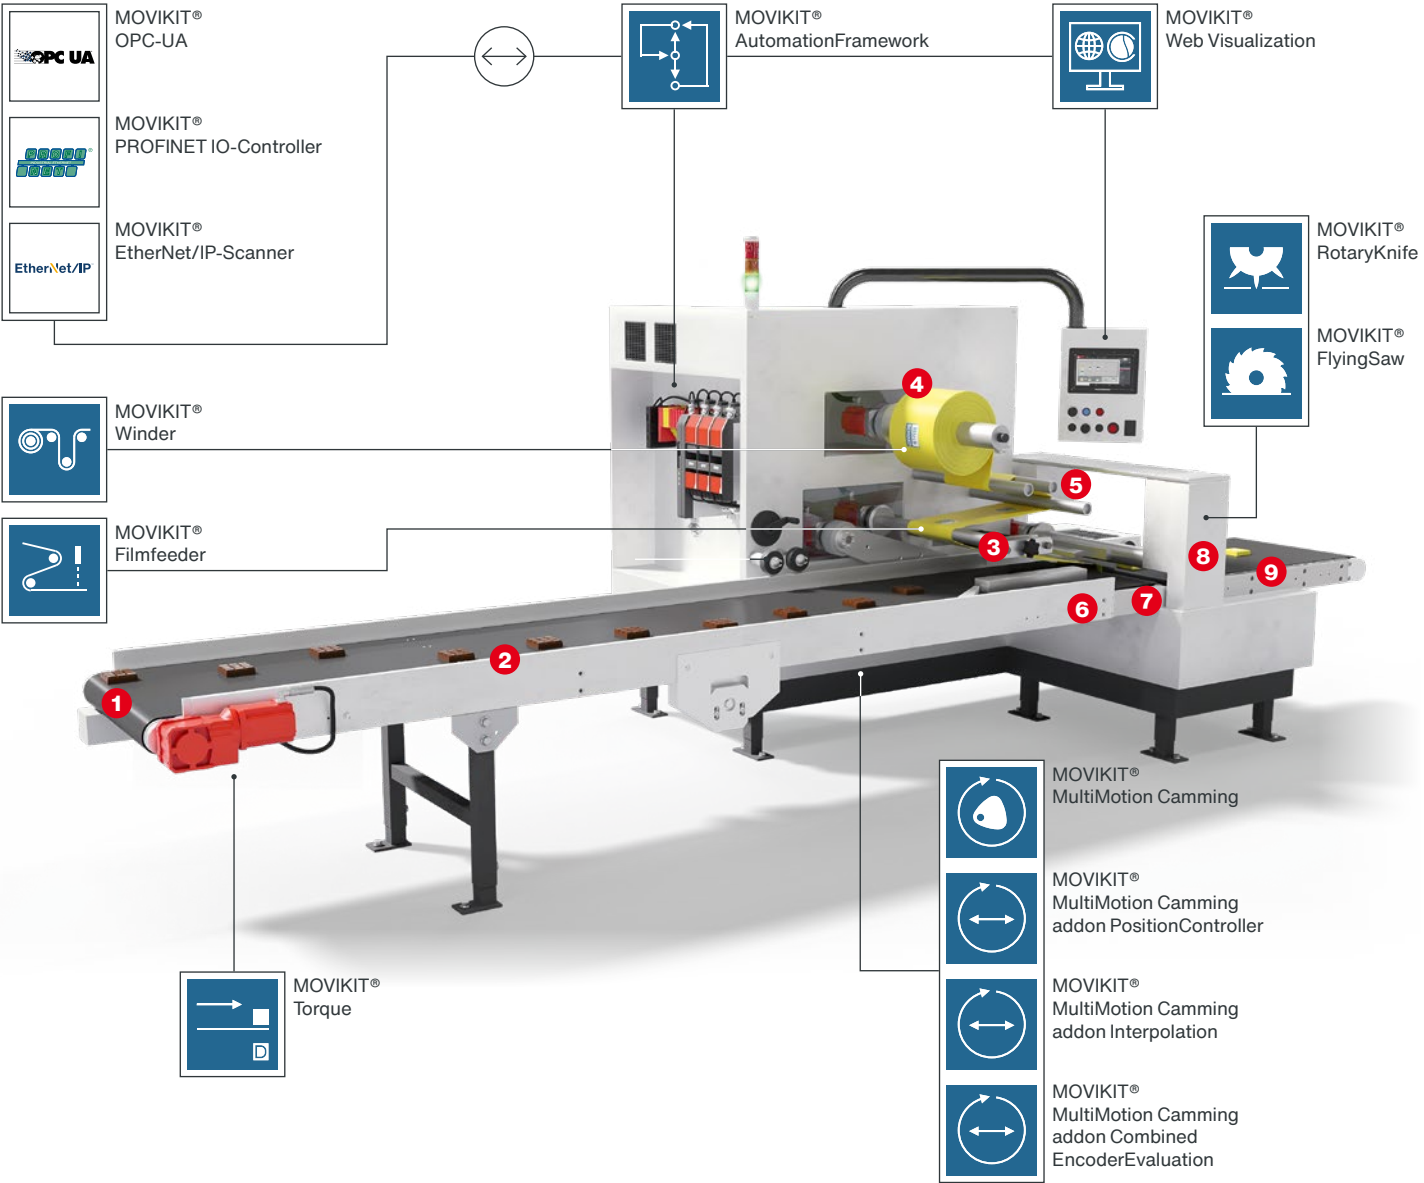 MOVIKIT®
OPC-UA
OPC UA
MOVIKIT®
PROFINET IO-Controller
MOVIKIT®
EtherNet/IP-Scanner
EtherNet/IP
MOVIKIT®
AutomationFramework
MOVIKIT®
Web Visualization
MOVIKIT®
RotaryKnife
MOVIKIT®
FlyingSaw
MOVIKIT®
Winder
MOVIKIT®
Filmfeeder
4
5
3
8
9
7
6
2
1
MOVIKIT®
Torque
D
MOVIKIT®
MultiMotion Camming
MOVIKIT®
MultiMotion Camming
addon PositionController
MOVIKIT®
MultiMotion Camming
addon Interpolation
MOVIKIT®
MultiMotion Camming
addon Combined
EncoderEvaluation